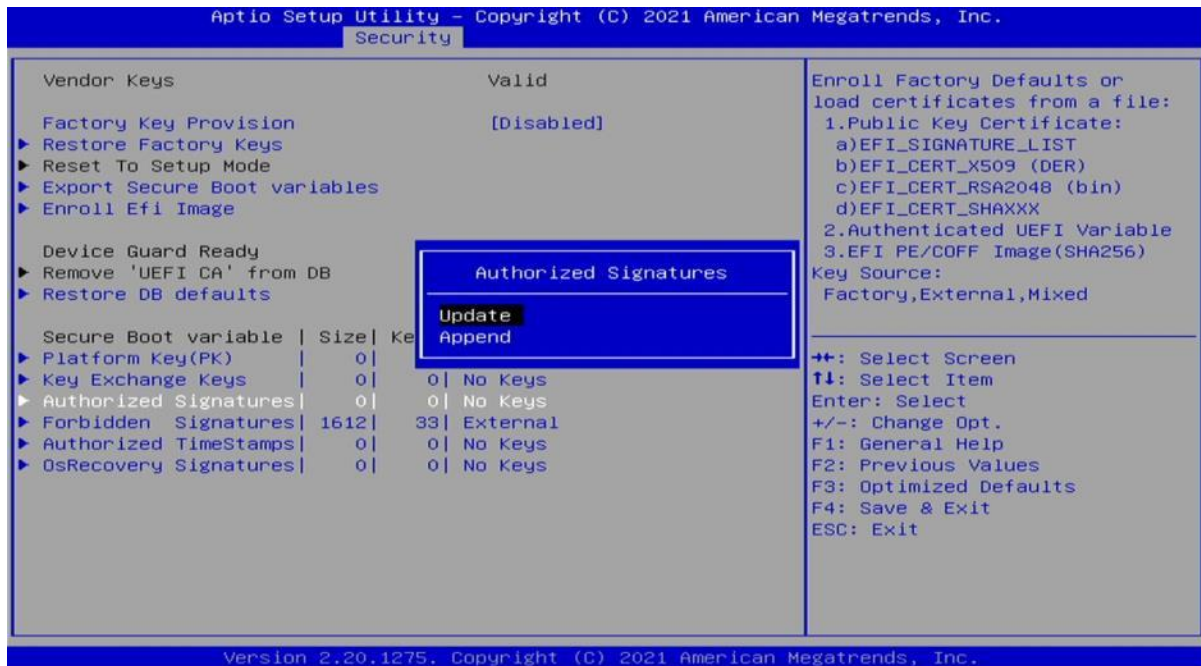 Aptio Setup Utility – Copyright (C) 2021 American Megatrends, Inc.
Security
Vendor Keys Valid
Factory Key Provision [Disabled]
► Restore Factory Keys
► Reset To Setup Mode
► Export Secure Boot variables
► Enroll Efi Image
Device Guard Ready
► Remove 'UEFI CA' from DB
► Restore DB defaults
Secure Boot variable | Size| Ke
► Platform Key(PK) | 0|
► Key Exchange Keys | 0| 0| No Keys
► Authorized Signatures| 0| 0| No Keys
► Forbidden Signatures| 1612| 33| External
► Authorized TimeStamps| 0| 0| No Keys
► OsRecovery Signatures| 0| 0| No Keys
Authorized Signatures
Update
Append
Enroll Factory Defaults or
load certificates from a file:
1.Public Key Certificate:
a)EFI_SIGNATURE_LIST
b)EFI_CERT_X509 (DER)
c)EFI_CERT_RSA2048 (bin)
d)EFI_CERT_SHAXXX
2.Authenticated UEFI Variable
3.EFI PE/COFF Image(SHA256)
Key Source:
Factory,External,Mixed
→←: Select Screen
↑↓: Select Item
Enter: Select
+/-: Change Opt.
F1: General Help
F2: Previous Values
F3: Optimized Defaults
F4: Save & Exit
ESC: Exit
Version 2.20.1275. Copyright (C) 2021 American Megatrends, Inc.